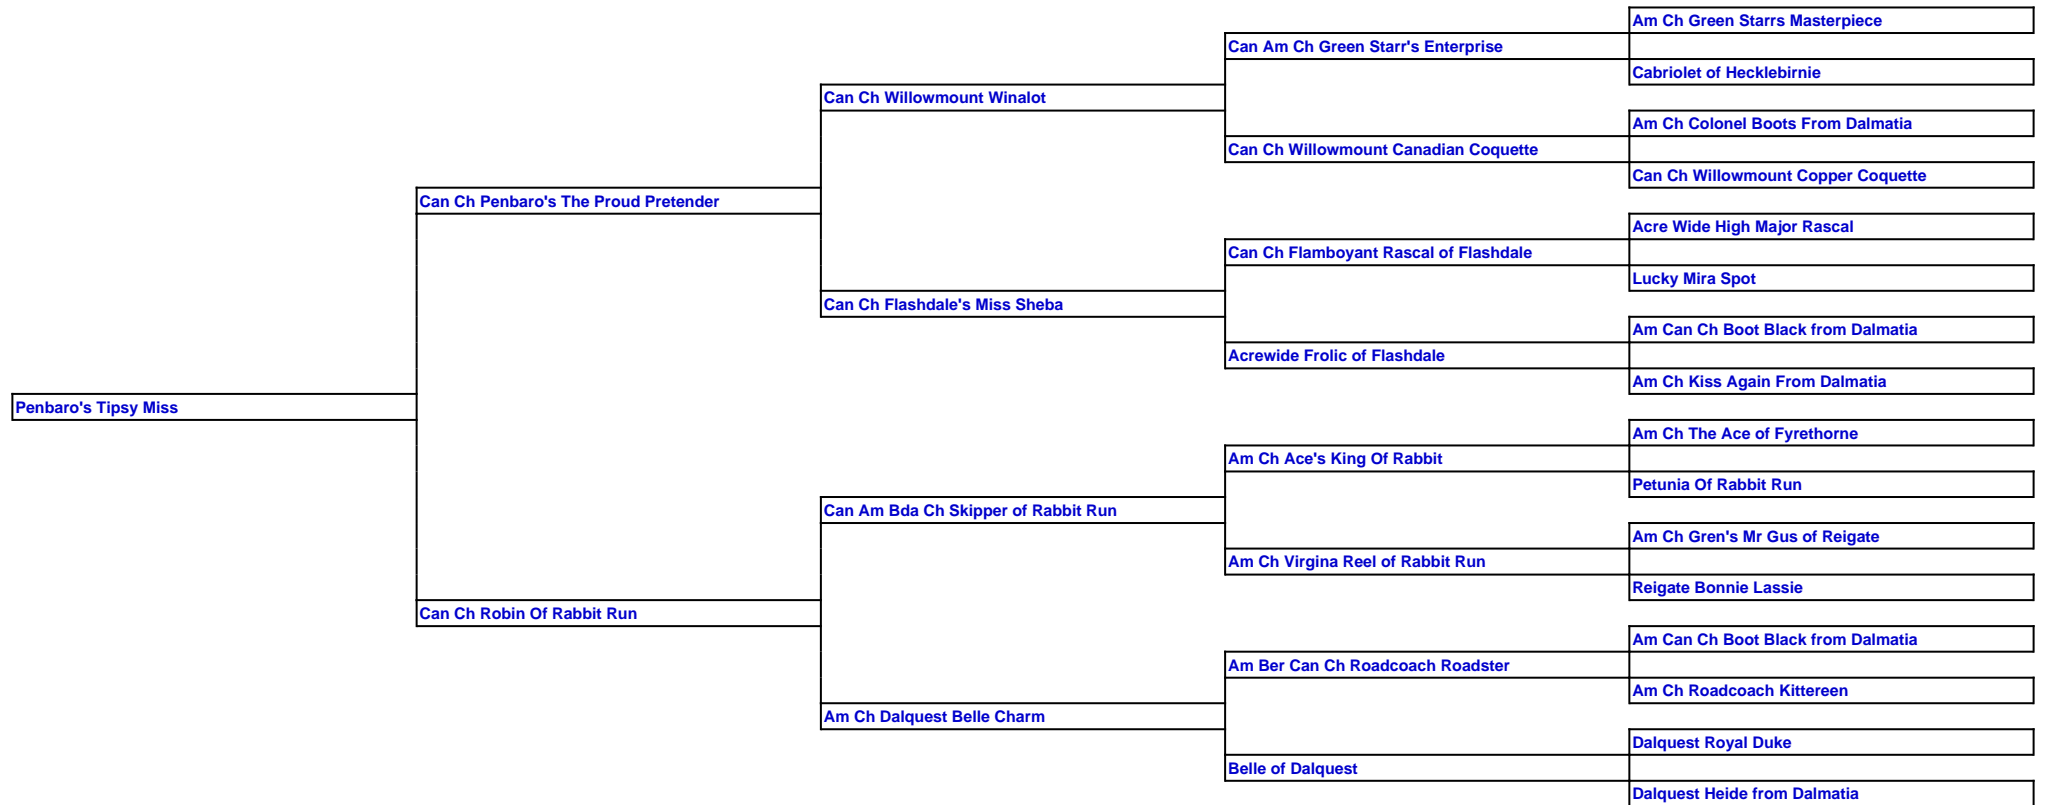 Am Ch Green Starrs Masterpiece
Can Am Ch Green Starr's Enterprise
Cabriolet of Hecklebirnie
Can Ch Willowmount Winalot
Am Ch Colonel Boots From Dalmatia
Can Ch Willowmount Canadian Coquette
Can Ch Willowmount Copper Coquette
Can Ch Penbaro's The Proud Pretender
Acre Wide High Major Rascal
Can Ch Flamboyant Rascal of Flashdale
Lucky Mira Spot
Can Ch Flashdale's Miss Sheba
Am Can Ch Boot Black from Dalmatia
Acrewide Frolic of Flashdale
Am Ch Kiss Again From Dalmatia
Penbaro's Tipsy Miss
Am Ch The Ace of Fyrethorne
Am Ch Ace's King Of Rabbit
Petunia Of Rabbit Run
Can Am Bda Ch Skipper of Rabbit Run
Am Ch Gren's Mr Gus of Reigate
Am Ch Virgina Reel of Rabbit Run
Reigate Bonnie Lassie
Can Ch Robin Of Rabbit Run
Am Can Ch Boot Black from Dalmatia
Am Ber Can Ch Roadcoach Roadster
Am Ch Roadcoach Kittereen
Am Ch Dalquest Belle Charm
Dalquest Royal Duke
Belle of Dalquest
Dalquest Heide from Dalmatia